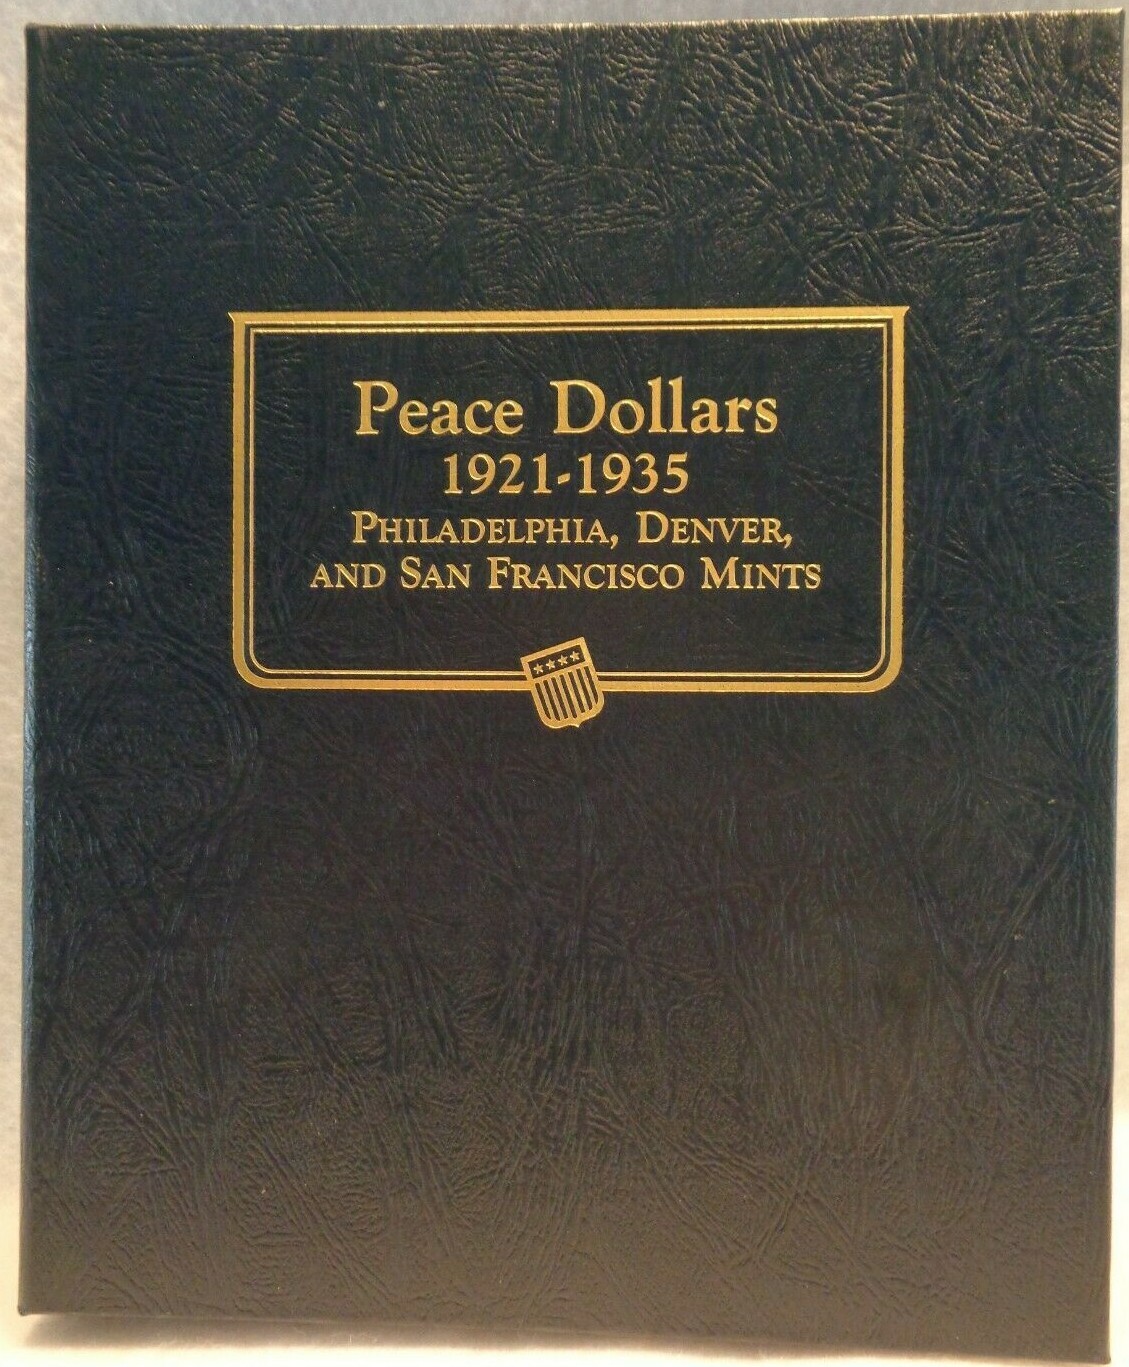 Peace Dollars
1921-1935
Philadelphia, Denver,
and San Francisco Mints